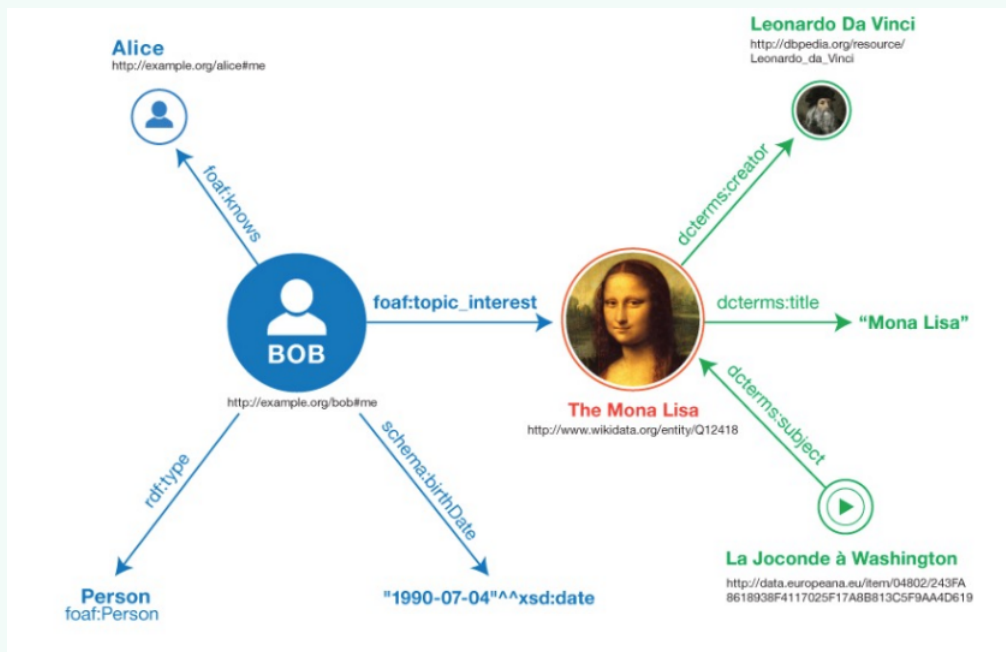 Alice
http://example.org/alice#me
Leonardo Da Vinci
http://dbpedia.org/resource/
Leonardo_da_Vinci
foaf:knows
dcterms:creator
BOB
http://example.org/bob#me
foaf:topic_interest
dcterms:title
“Mona Lisa”
The Mona Lisa
http://www.wikidata.org/entity/Q12418
dcterms:subject
rdf:type
schema:birthDate
Person
foaf:Person
"1990-07-04"^^xsd:date
La Joconde à Washington
http://data.europeana.eu/item/04802/243FA
8618938F4117025F17A8B813C5F9AA4D619